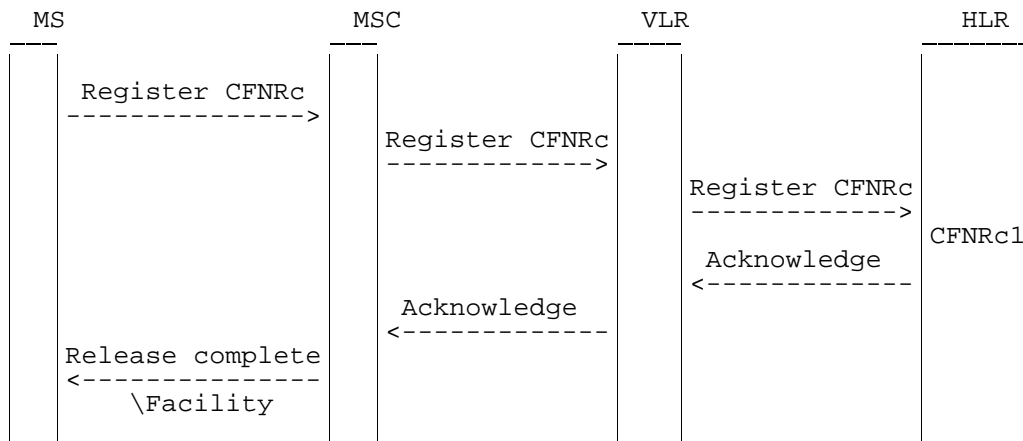 MS MSC VLR HLR
Register CFNRc
--------------->
Register CFNRc
------------->
Register CFNRc
------------->
CFNRc1
Acknowledge
<-------------
Acknowledge
<-------------
Release complete
<---------------
\Facility